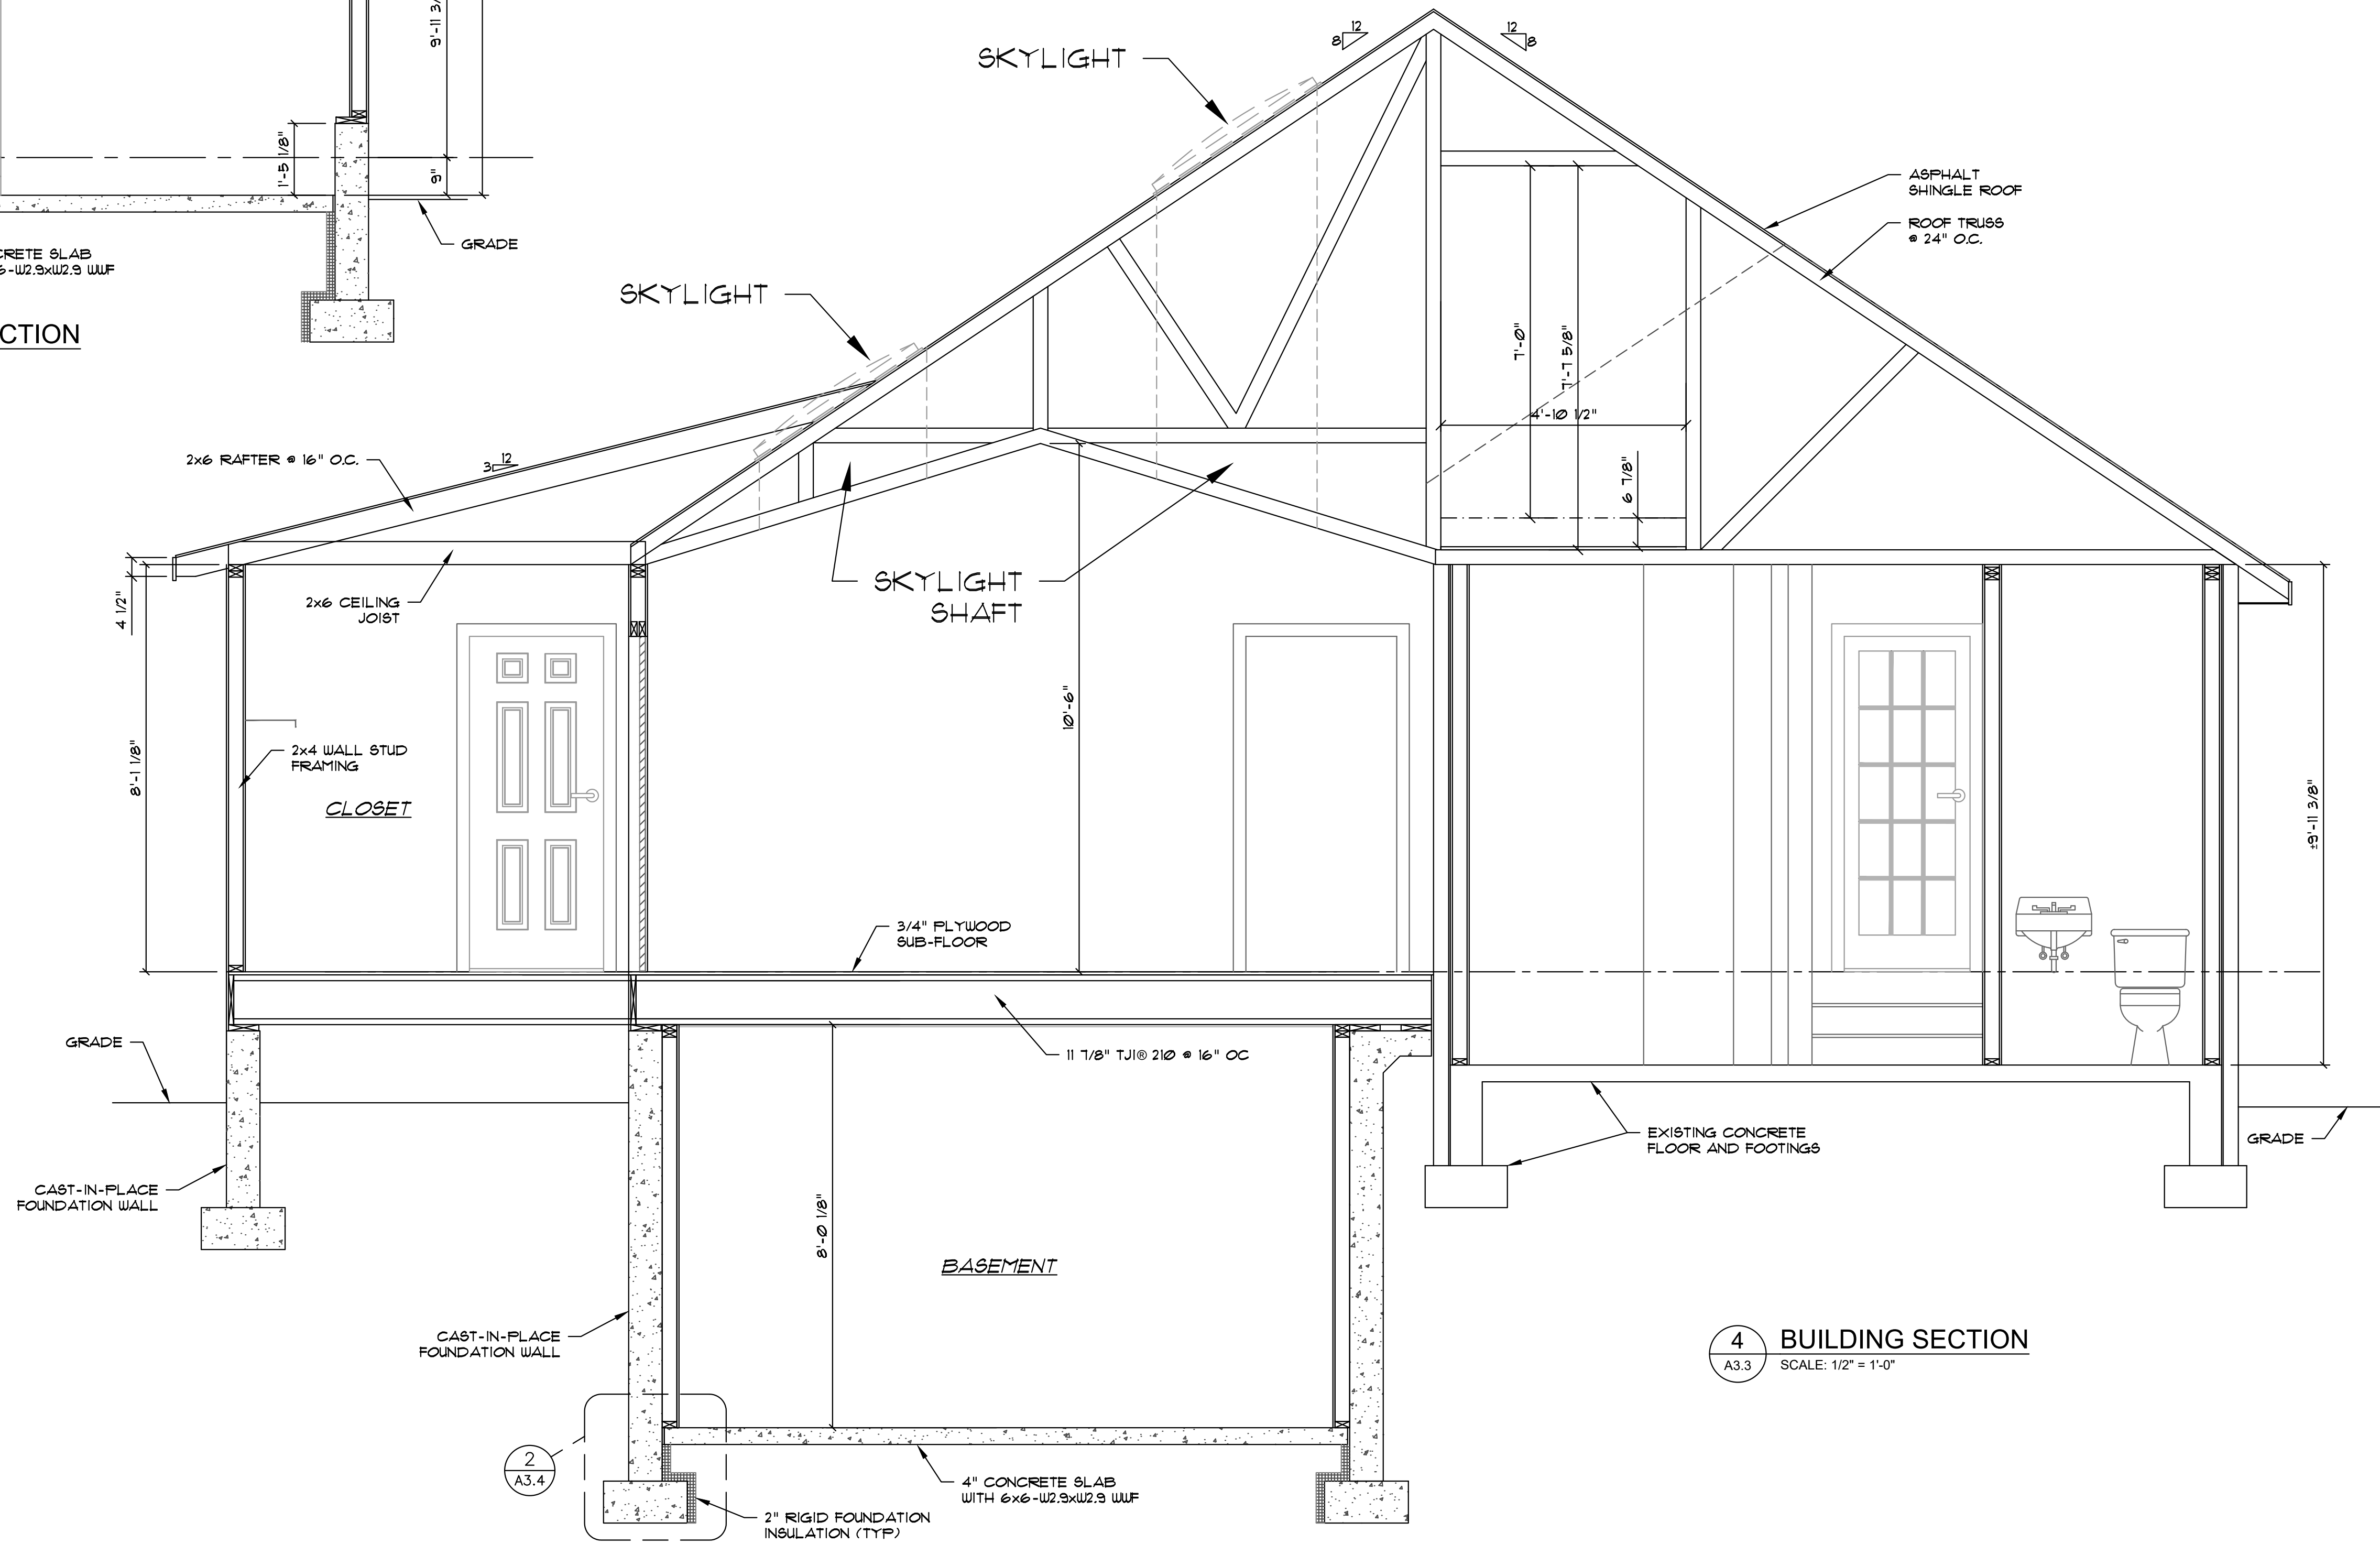 9'-11 3/
1'-5 1/8"
9"
GRADE
CRETE SLAB
6-W2.9xW2.9 WWF
CTION
SKYLIGHT
12
8
12
8
ASPHALT
SHINGLE ROOF
ROOF TRUSS
@ 24" O.C.
SKYLIGHT
7'-0"
7'-7 5/8"
4'-10 1/2"
6 7/8"
2x6 RAFTER @ 16" O.C.
12
3
SKYLIGHT
SHAFT
4 1/2"
2x6 CEILING
JOIST
8'-1 1/8"
2x4 WALL STUD
FRAMING
CLOSET
10'-6"
±9'-11 3/8"
3/4" PLYWOOD
SUB-FLOOR
GRADE
11 7/8" TJI® 210 @ 16" OC
EXISTING CONCRETE
FLOOR AND FOOTINGS
GRADE
CAST-IN-PLACE
FOUNDATION WALL
8'-0 1/8"
BASEMENT
CAST-IN-PLACE
FOUNDATION WALL
4
A3.3
BUILDING SECTION
SCALE: 1/2" = 1'-0"
2
A3.4
4" CONCRETE SLAB
WITH 6x6-W2.9xW2.9 WWF
2" RIGID FOUNDATION
INSULATION (TYP)